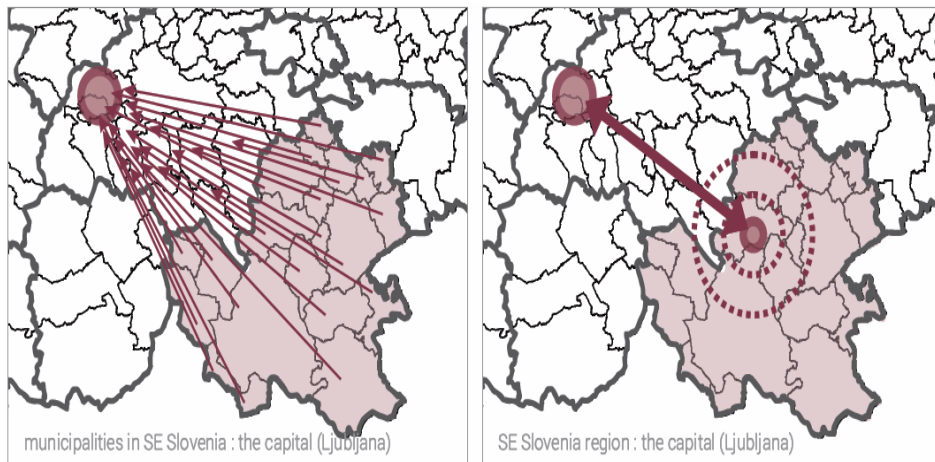 municipalities in SE Slovenia : the capital (Ljubljana)
SE Slovenia region : the capital (Ljubljana)